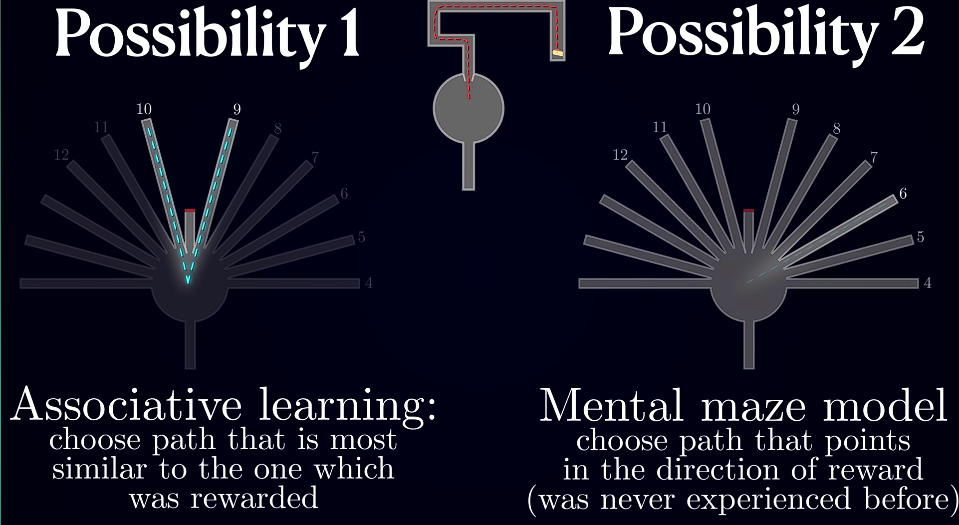 Possibility 1
10
9
11
8
12
7
6
5
4
Associative learning:
choose path that is most
similar to the one which
was rewarded
Possibility 2
10
9
11
8
12
7
6
5
4
Mental maze model
choose path that points
in the direction of reward
(was never experienced before)